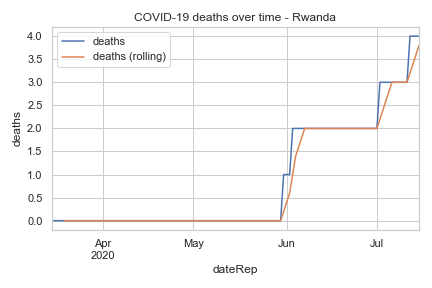 COVID-19 deaths over time - Rwanda
deaths
deaths (rolling)
4.0
3.5
3.0
2.5
2.0
1.5
1.0
0.5
0.0
deaths
Apr
2020
May
Jun
Jul
dateRep